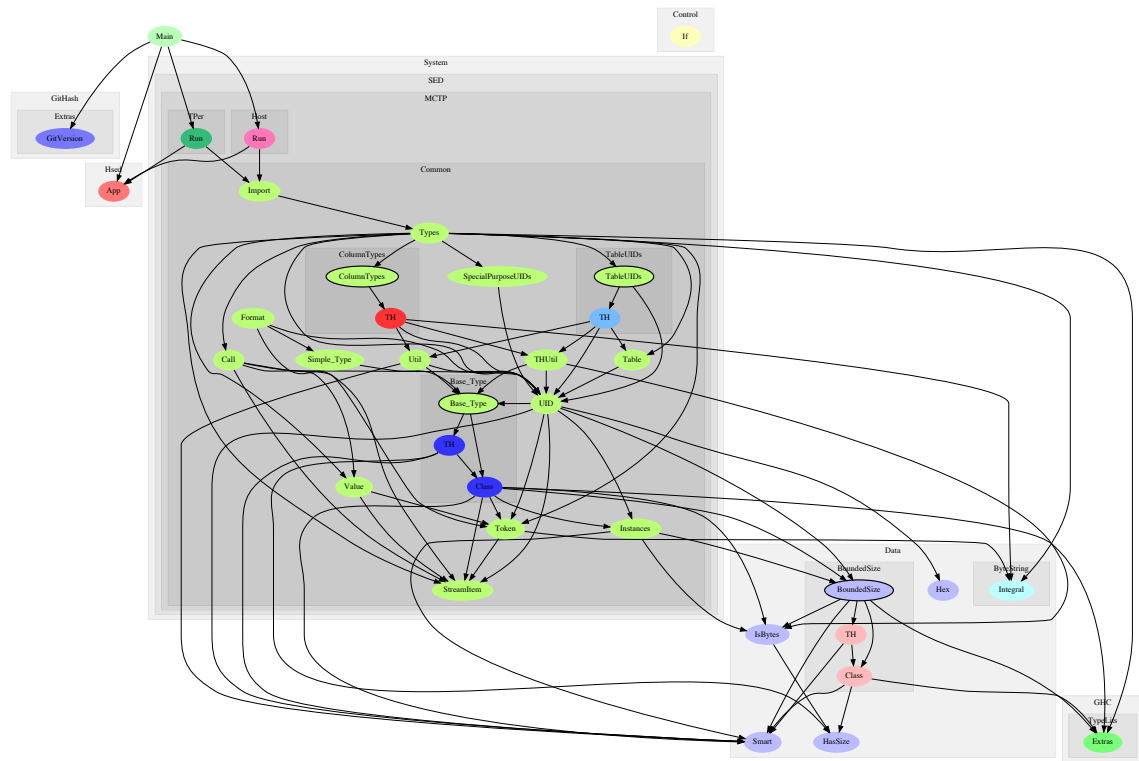 Control
Main
If
System
SED
GitHash
MCTP
Extras
TPer
Host
GitVersion
Run
Run
Hsed
Common
App
Import
Types
ColumnTypes
TableUIDs
ColumnTypes
SpecialPurposeUIDs
TableUIDs
Format
TH
TH
Call
Simple_Type
Util
THUtil
Table
Base_Type
Base_Type
UID
TH
Value
Class
Token
Instances
Data
BoundedSize
ByteString
StreamItem
BoundedSize
Hex
Integral
IsBytes
TH
Class
GHC
TypeLits
Smart
HasSize
Extras